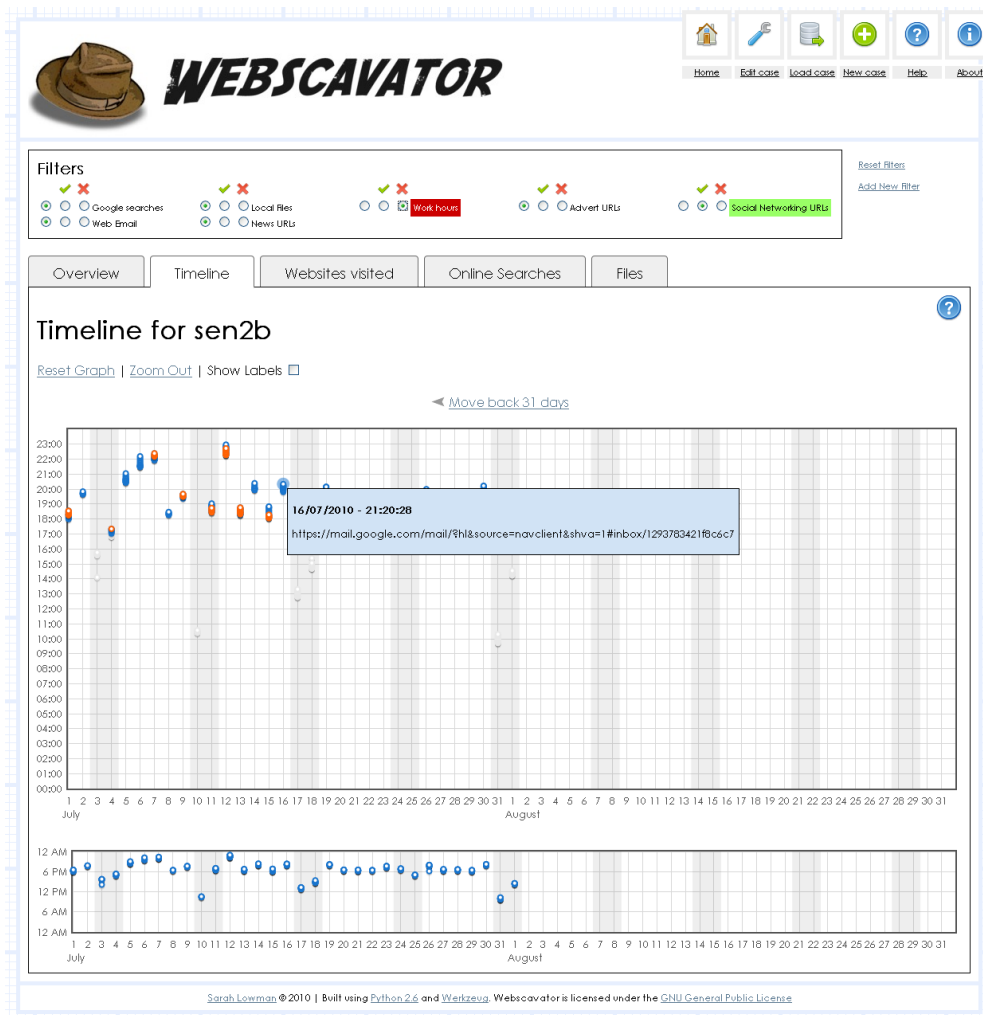 WEBSCAVATOR
Home Edit case Load case New case Help About
Filters
Reset Filters
Add New Filter
Google searches Local Files Work hours Advert URLs Social Networking URLs
Web Email News URLs
Overview Timeline Websites visited Online Searches Files
Timeline for sen2b
Reset Graph | Zoom Out | Show Labels
Move back 31 days
23:00
22:00
21:00
20:00
19:00
18:00
17:00
16:00
15:00
14:00
13:00
12:00
11:00
10:00
09:00
08:00
07:00
06:00
05:00
04:00
03:00
02:00
01:00
00:00
16/07/2010 - 21:20:28
https://mail.google.com/mail/?hl&source=navclient&shva=1#inbox/1293783421f8c6c7
1 2 3 4 5 6 7 8 9 10 11 12 13 14 15 16 17 18 19 20 21 22 23 24 25 26 27 28 29 30 31 1 2 3 4 5 6 7 8 9 10 11 12 13 14 15 16 17 18 19 20 21 22 23 24 25 26 27 28 29 30 31
July August
12 AM
6 PM
12 PM
6 AM
12 AM
1 2 3 4 5 6 7 8 9 10 11 12 13 14 15 16 17 18 19 20 21 22 23 24 25 26 27 28 29 30 31 1 2 3 4 5 6 7 8 9 10 11 12 13 14 15 16 17 18 19 20 21 22 23 24 25 26 27 28 29 30 31
July August
Sarah Lowman © 2010 | Built using Python 2.6 and Werkzeug. Webscavator is licensed under the GNU General Public License